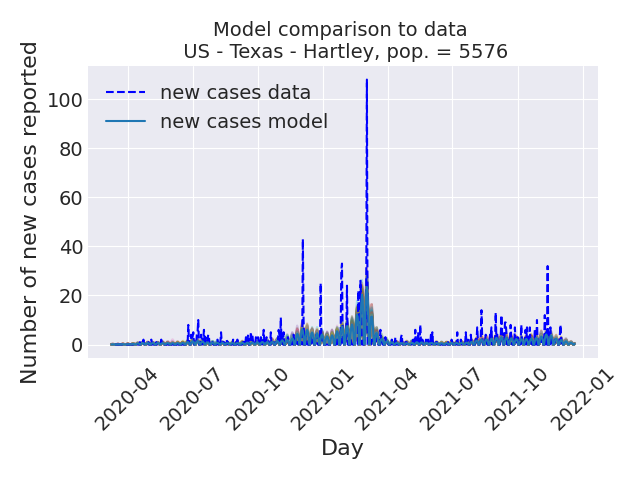 Model comparison to data
US - Texas - Hartley, pop. = 5576
new cases data
new cases model
Number of new cases reported
100
80
60
40
20
0
2020-04
2020-07
2020-10
2021-01
2021-04
2021-07
2021-10
2022-01
Day